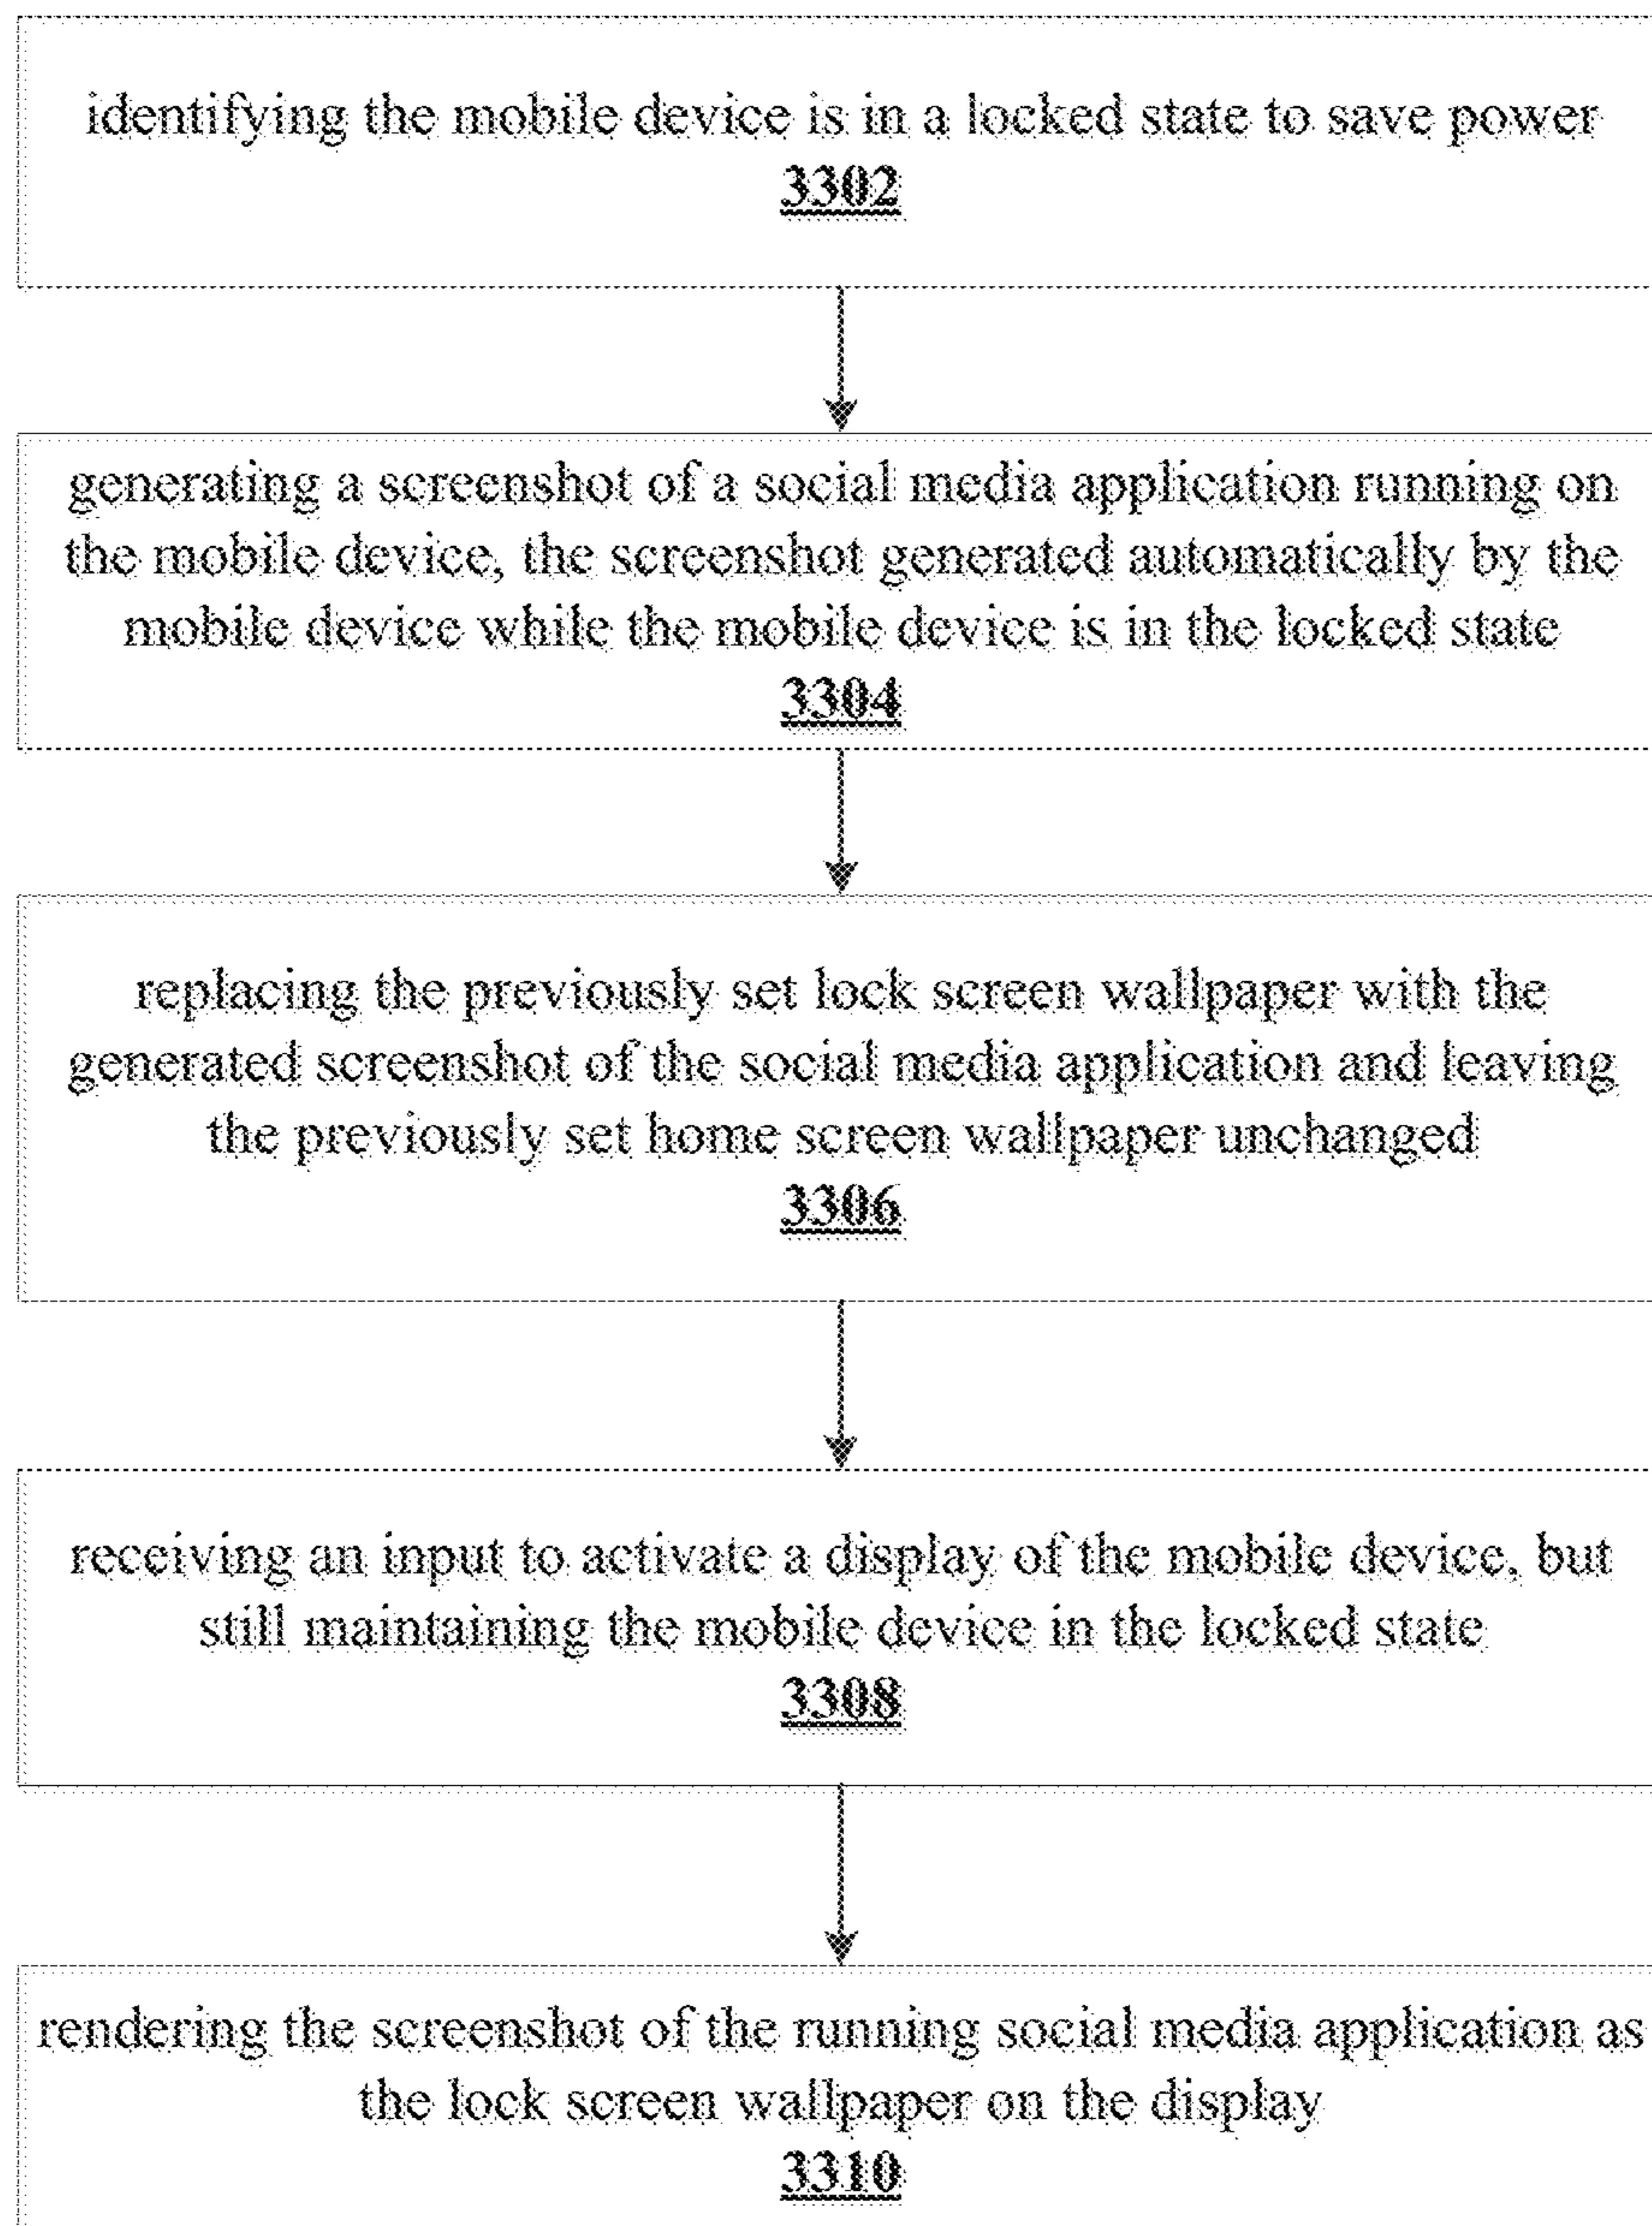 identifying the mobile device is in a locked state to save power
3302
generating a screenshot of a social media application running on
the mobile device, the screenshot generated automatically by the
mobile device while the mobile device is in the locked state
3304
replacing the previously set lock screen wallpaper with the
generated screenshot of the social media application and leaving
the previously set home screen wallpaper unchanged
3306
receiving an input to activate a display of the mobile device, but
still maintaining the mobile device in the locked state
3308
rendering the screenshot of the running social media application as
the lock screen wallpaper on the display
3310